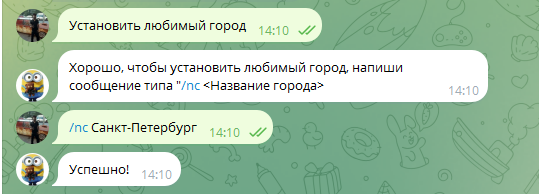 Установить любимый город 14:10
Хорошо, чтобы установить любимый город, напиши
сообщение типа "/nc <Название города>
14:10
/nc Санкт-Петербург 14:10
Успешно! 14:10